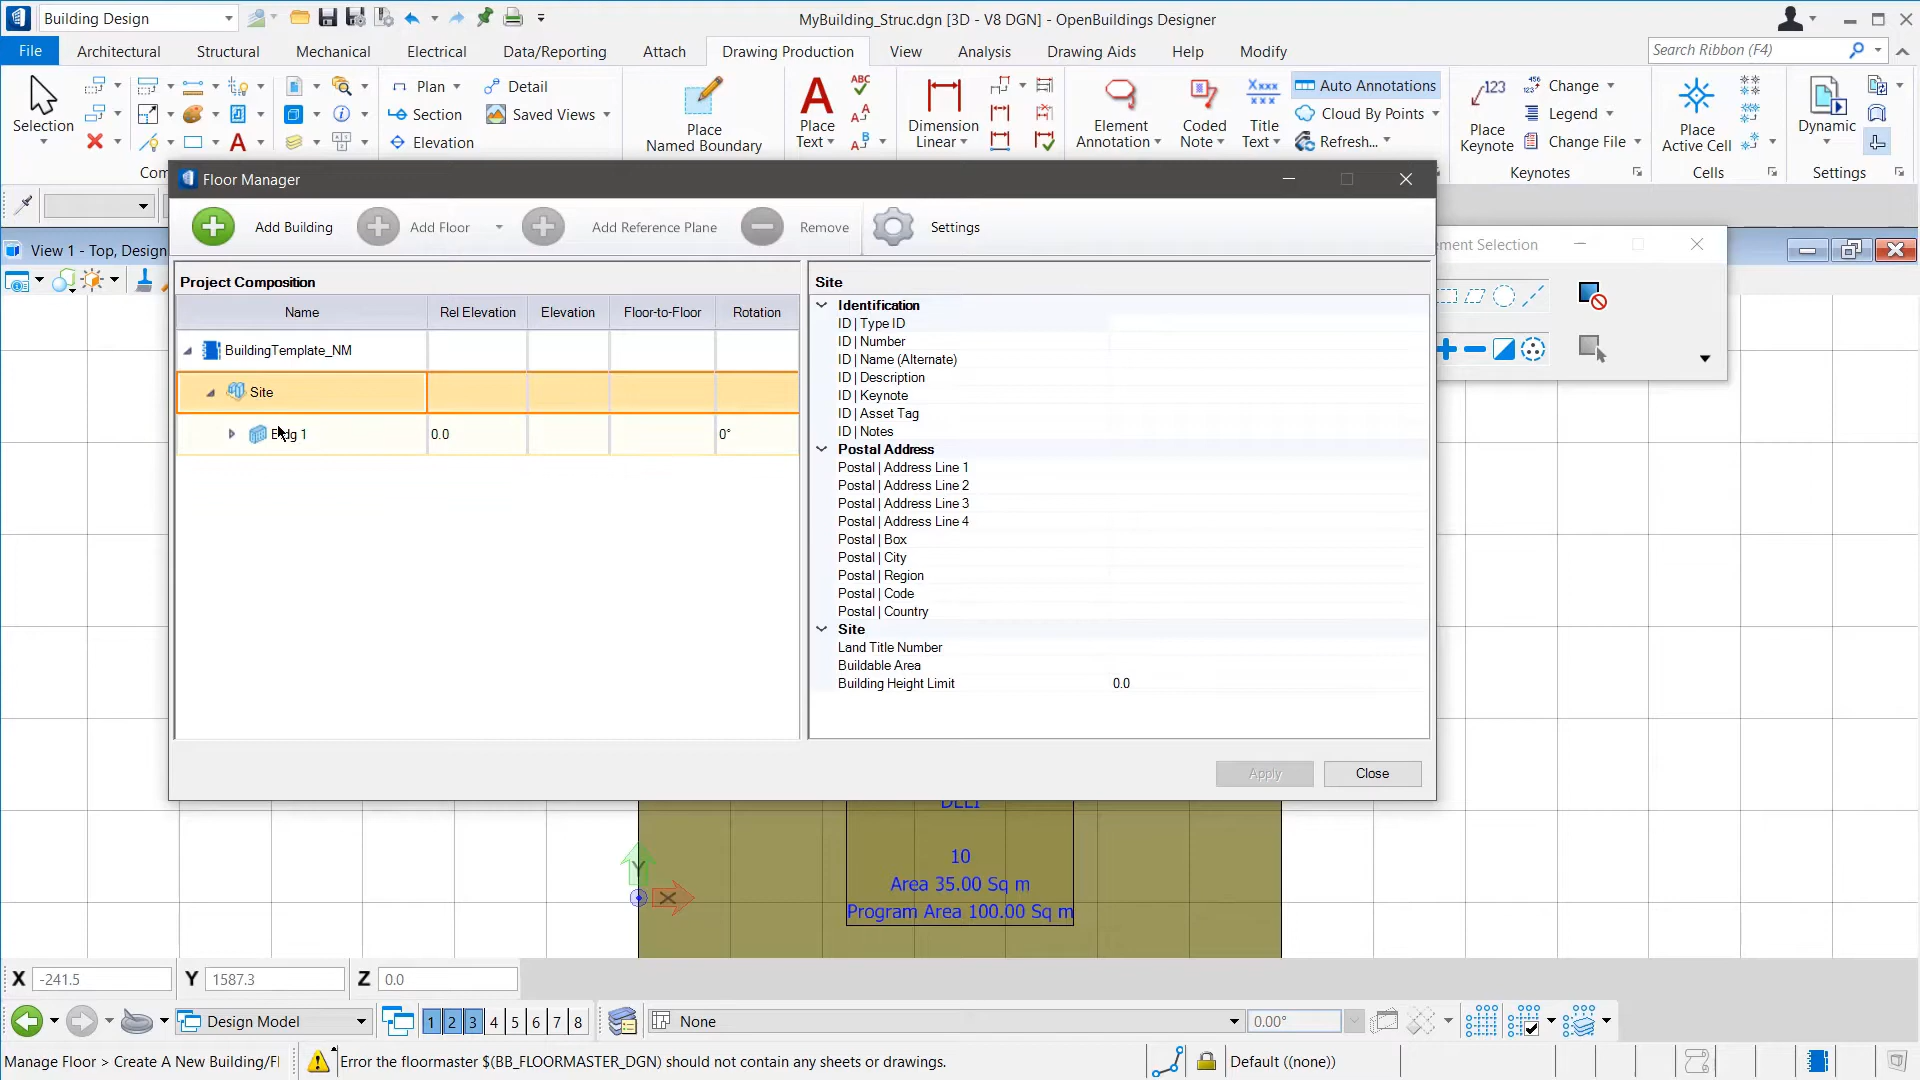 Building Design
MyBuilding_Struc.dgn [3D - V8 DGN] - OpenBuildings Designer
File Architectural Structural Mechanical Electrical Data/Reporting Attach Drawing Production View Analysis Drawing Aids Help Modify
Search Ribbon (F4)
Plan Detail
Section Saved Views
Elevation
Selection
Place Named Boundary
Place Text
Dimension Linear
Element Annotation
Coded Note
Title Text
Auto Annotations
Cloud By Points
Refresh...
Place Keynote
Change
Legend
Change File
Place Active Cell
Dynamic
Keynotes Cells Settings
Floor Manager
Add Building Add Floor Add Reference Plane Remove Settings
View 1 - Top, Design
ement Selection
Project Composition
Name Rel Elevation Elevation Floor-to-Floor Rotation
BuildingTemplate_NM
Site
Bldg 1 0.0 0°
Site
Identification
ID | Type ID
ID | Number
ID | Name (Alternate)
ID | Description
ID | Keynote
ID | Asset Tag
ID | Notes
Postal Address
Postal | Address Line 1
Postal | Address Line 2
Postal | Address Line 3
Postal | Address Line 4
Postal | Box
Postal | City
Postal | Region
Postal | Code
Postal | Country
Site
Land Title Number
Buildable Area
Building Height Limit 0.0
Apply Close
DELI
10
Area 35.00 Sq m
Program Area 100.00 Sq m
Y
X
X -241.5 Y 1587.3 Z 0.0
Design Model 1 2 3 4 5 6 7 8 None 0.00°
Manage Floor > Create A New Building/Fl
Error the floormaster $(BB_FLOORMASTER_DGN) should not contain any sheets or drawings.
Default ((none))